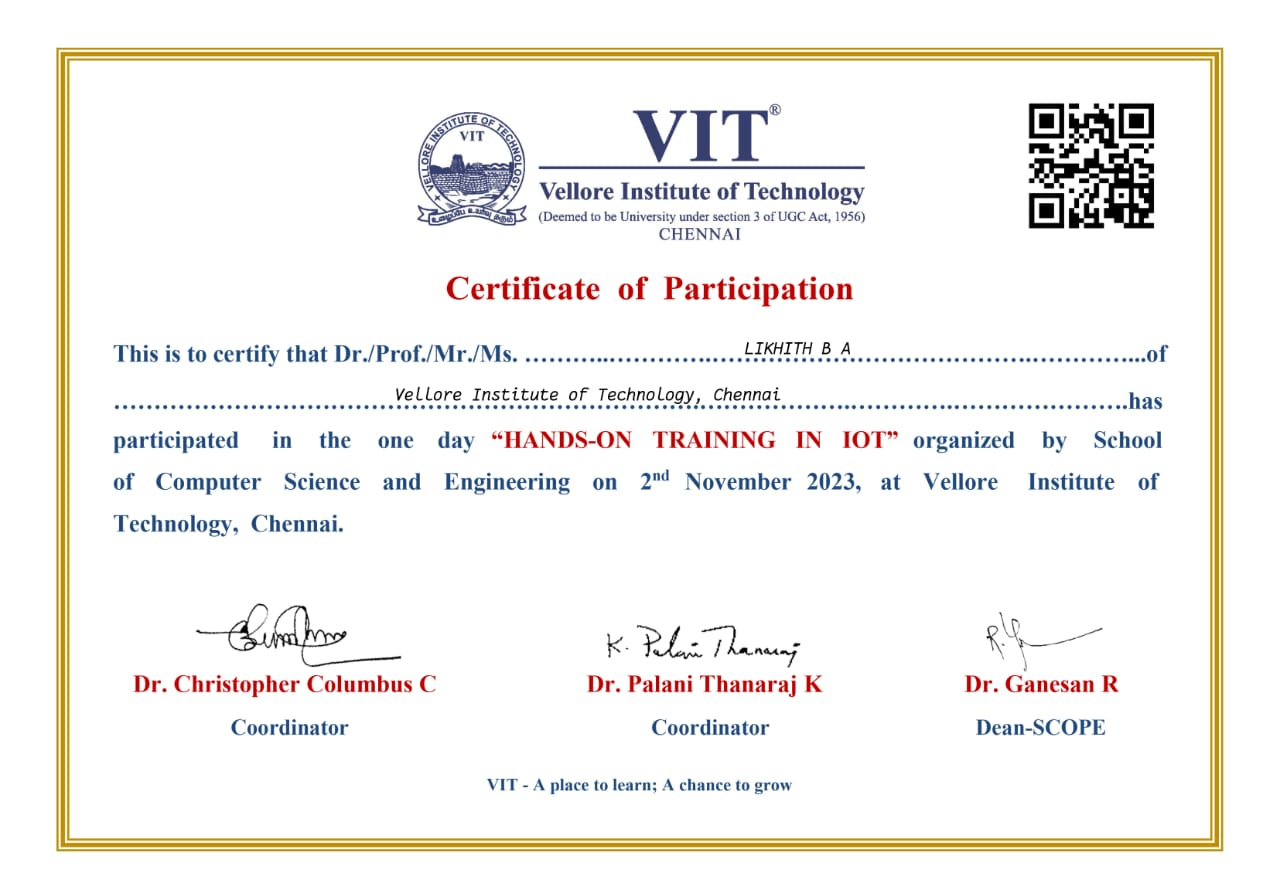 VELLORE INSTITUTE OF TECHNOLOGY
VIT
உழைப்பே உயர்வு தரும்
VIT®
Vellore Institute of Technology
(Deemed to be University under section 3 of UGC Act, 1956)
CHENNAI
Certificate of Participation
This is to certify that Dr./Prof./Mr./Ms. ………...………….….LIKHITH B A……………………….…………...of
……………………………Vellore Institute of Technology, Chennai……….………….………………….has
participated in the one day “HANDS-ON TRAINING IN IOT” organized by School
of Computer Science and Engineering on 2nd November 2023, at Vellore Institute of
Technology, Chennai.
K. Palani Thanaraj
Dr. Christopher Columbus C
Dr. Palani Thanaraj K
Dr. Ganesan R
Coordinator
Coordinator
Dean-SCOPE
VIT - A place to learn; A chance to grow